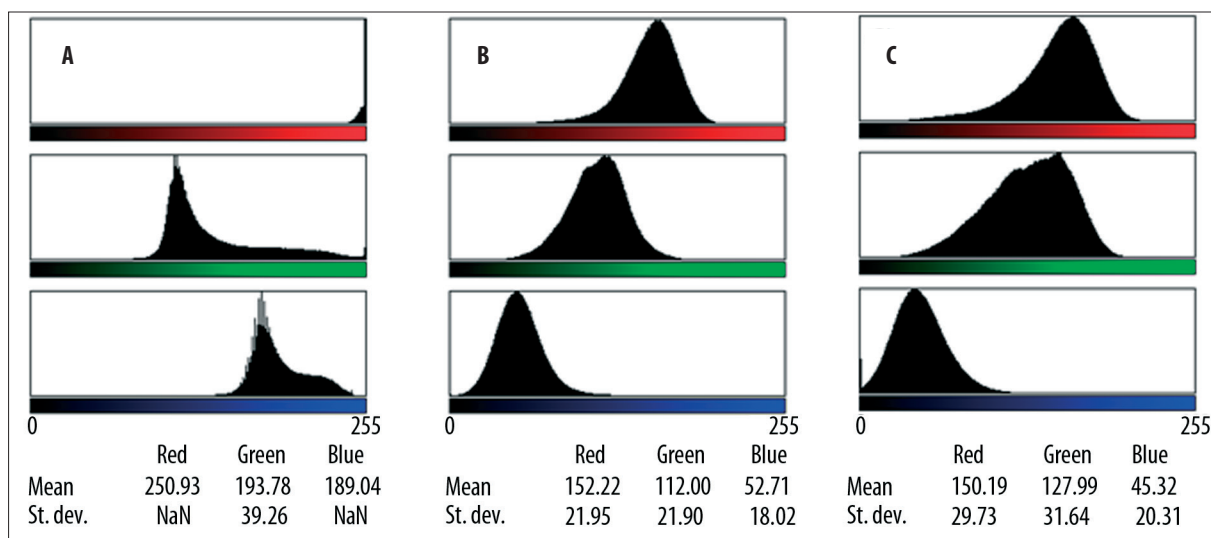 A
B
C
0 255
0
0 255
Red Green Blue
Mean 250.93 193.78 189.04
St. dev. NaN 39.26 NaN
Red Green Blue
Mean 152.22 112.00 52.71
St. dev. 21.95 21.90 18.02
Red Green Blue
Mean 150.19 127.99 45.32
St. dev. 29.73 31.64 20.31